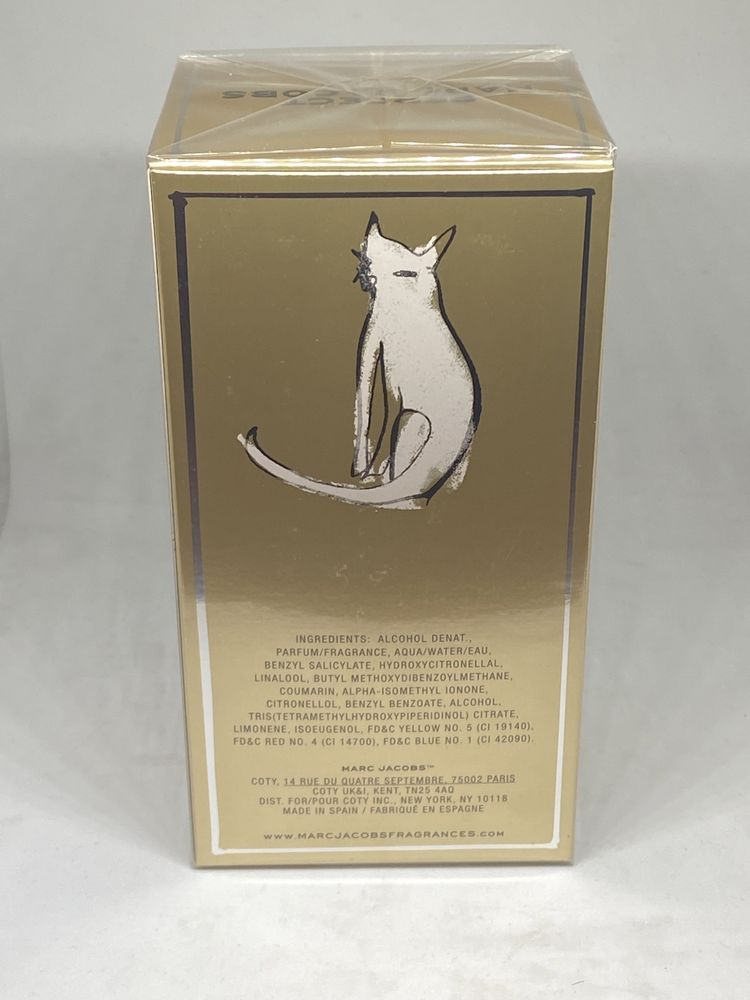 PERFECT
MARC JACOBS
INGREDIENTS: ALCOHOL DENAT.,
PARFUM/FRAGRANCE, AQUA/WATER/EAU,
BENZYL SALICYLATE, HYDROXYCITRONELLAL,
LINALOOL, BUTYL METHOXYDIBENZOYLMETHANE,
COUMARIN, ALPHA-ISOMETHYL IONONE,
CITRONELLOL, BENZYL BENZOATE, ALCOHOL,
TRIS(TETRAMETHYLHYDROXYPIPERIDINOL) CITRATE,
LIMONENE, ISOEUGENOL, FD&C YELLOW NO. 5 (CI 19140),
FD&C RED NO. 4 (CI 14700), FD&C BLUE NO. 1 (CI 42090).
MARC JACOBS™
COTY, 14 RUE DU QUATRE SEPTEMBRE, 75002 PARIS
COTY UK&I, KENT, TN25 4AQ
DIST. FOR/POUR COTY INC., NEW YORK, NY 10118
MADE IN SPAIN / FABRIQUÉ EN ESPAGNE
WWW.MARCJACOBSFRAGRANCES.COM